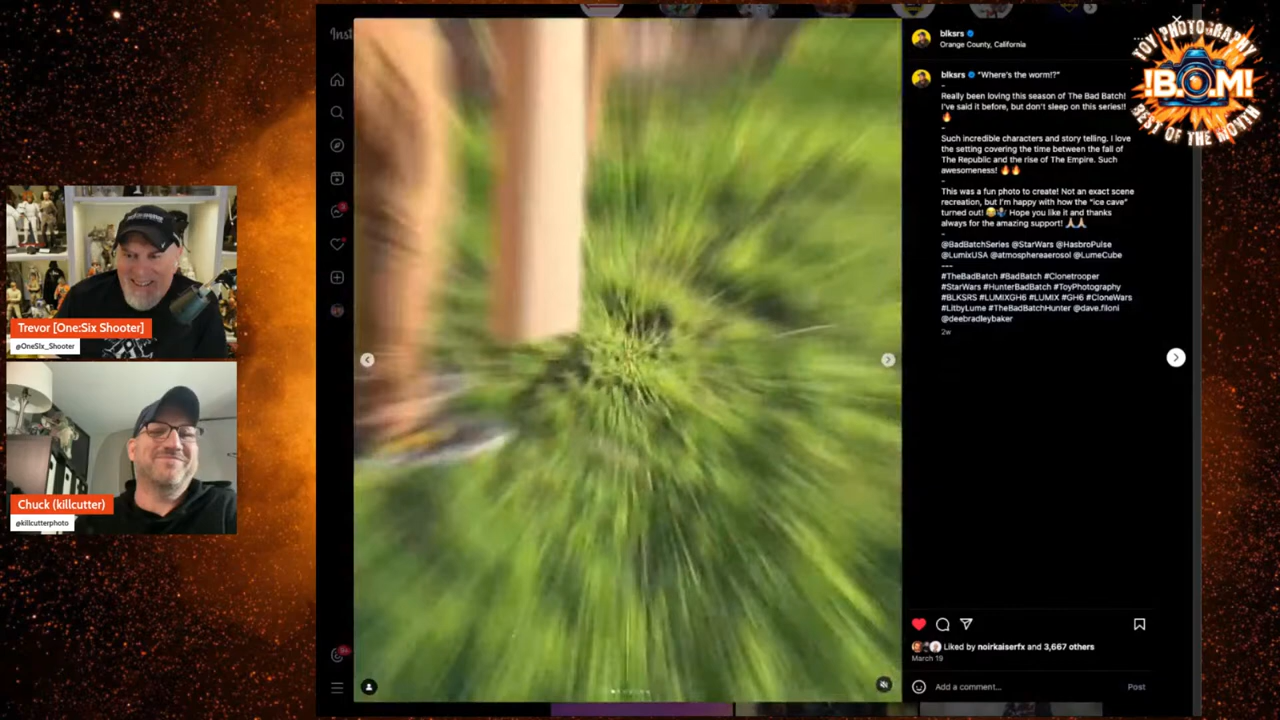 Inst
blksrs
Orange County, California
TOY PHOTOGRAPHY
!B.O.M!
BEST OF THE MONTH
blksrs "Where's the worm!?"
-
Really been loving this season of The Bad Batch!
I've said it before, but don't sleep on this series!!
🔥
-
Such incredible characters and story telling. I love
the setting covering the time between the fall of
The Republic and the rise of The Empire. Such
awesomeness! 🔥🔥
-
This was a fun photo to create! Not an exact scene
recreation, but I'm happy with how the "ice cave"
turned out! Hope you like it and thanks
always for the amazing support! 🙏🙏
-
@BadBatchSeries @StarWars @HasbroPulse
@LumixUSA @atmosphereaerosol @LumeCube
---
#TheBadBatch #BadBatch #Clonetrooper
#StarWars #HunterBadBatch #ToyPhotography
#BLKSRS #LUMIXGH6 #LUMIX #GH6 #CloneWars
#LitbyLume #TheBadBatchHunter @dave.filoni
@deebradleybaker
2w
Trevor [One:Six Shooter]
@OneSix_Shooter
Chuck (killcutter)
@killcutterphoto
Liked by noirkaiserfx and 3,667 others
March 19
Add a comment...
Post